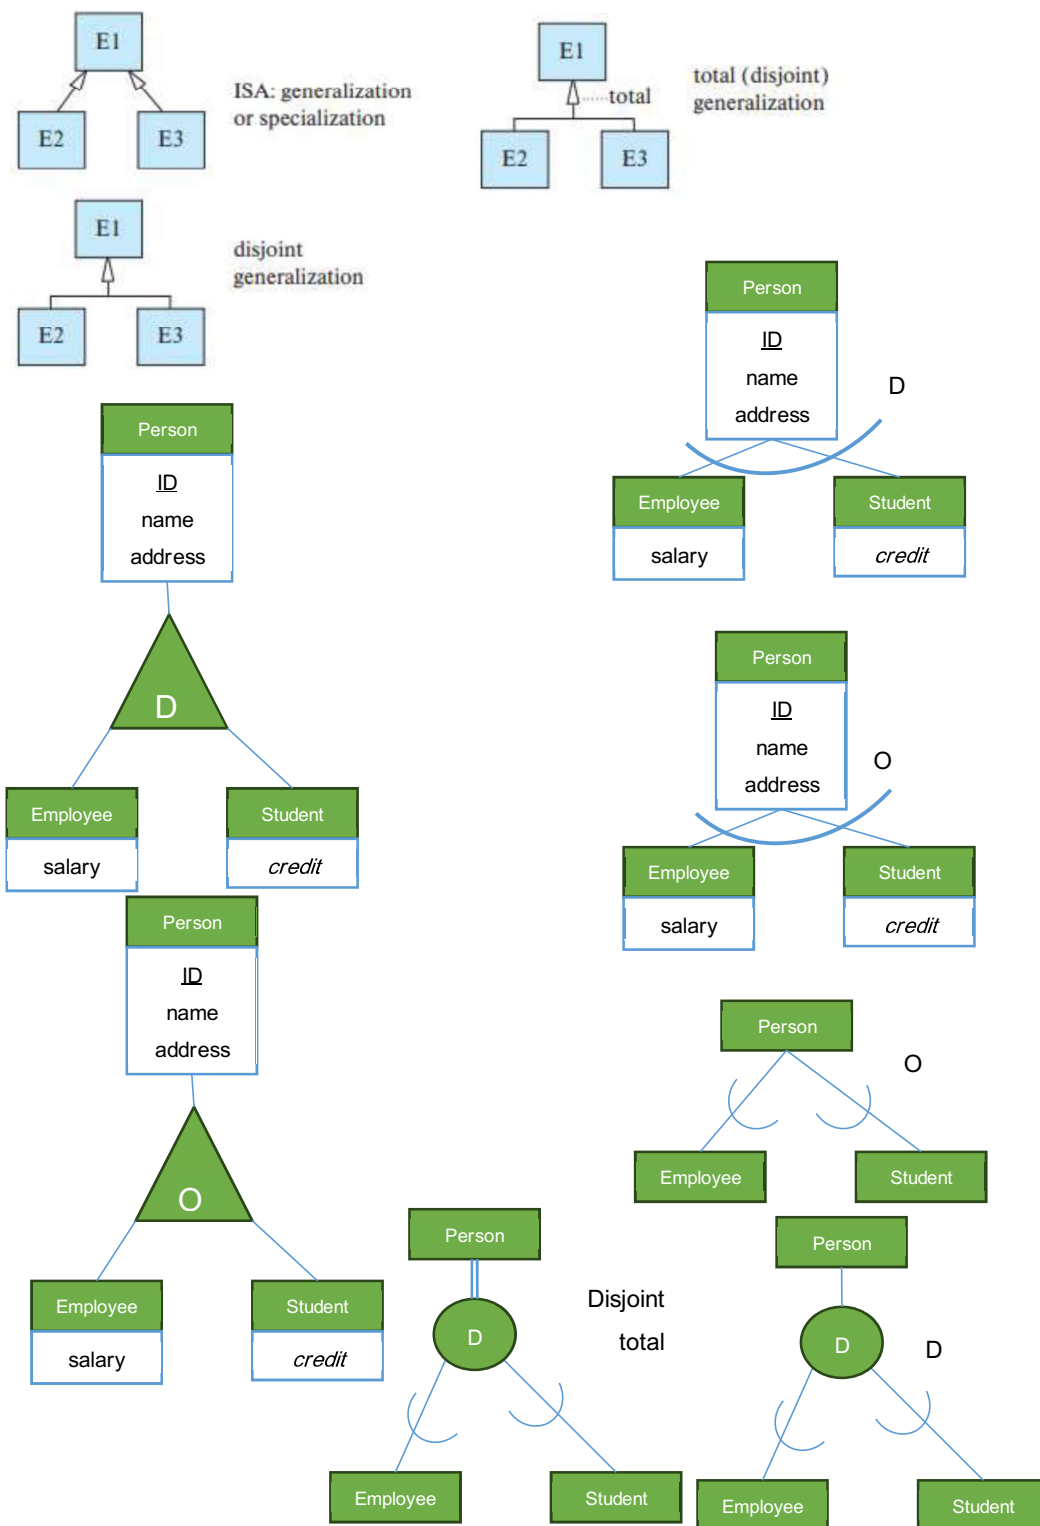 E1
E2
E3
ISA: generalization
or specialization
E1
total
E2
E3
total (disjoint)
generalization
E1
E2
E3
disjoint
generalization
Person
ID
name
address
D
Employee
salary
Student
credit
Person
ID
name
address
D
Employee
salary
Student
credit
Person
ID
name
address
O
Employee
salary
Student
credit
Person
ID
name
address
O
Employee
salary
Student
credit
Person
O
Employee
Student
Person
D
Disjoint
total
Employee
Student
Person
D
D
Employee
Student